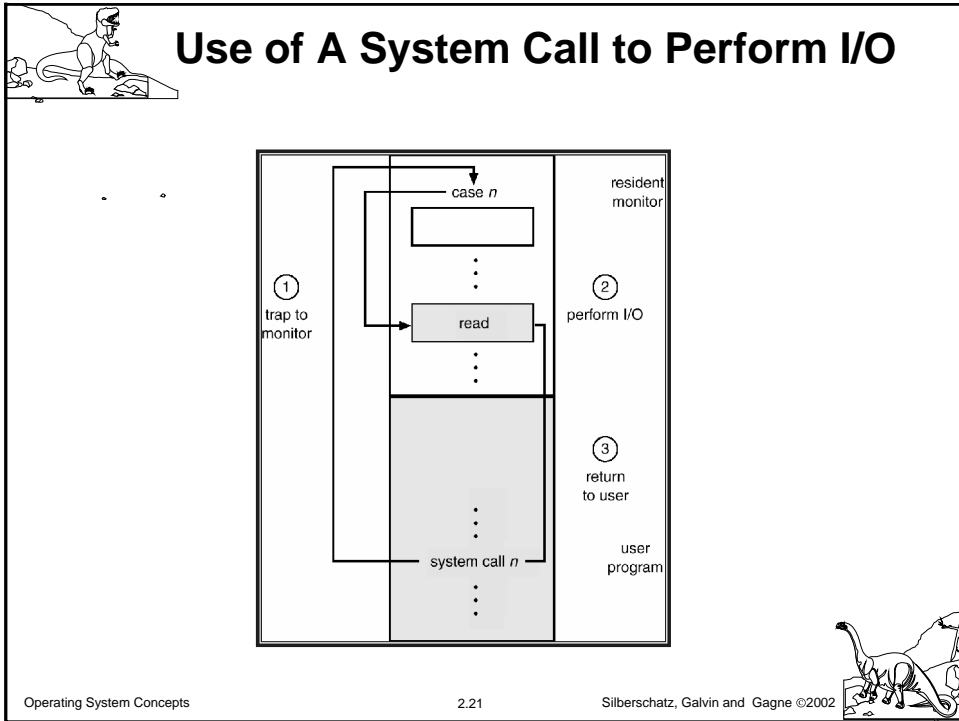 Use of A System Call to Perform I/O
case n
resident
monitor
1
trap to
monitor
2
perform I/O
read
3
return
to user
system call n
user
program
Operating System Concepts
2.21
Silberschatz, Galvin and Gagne ©2002